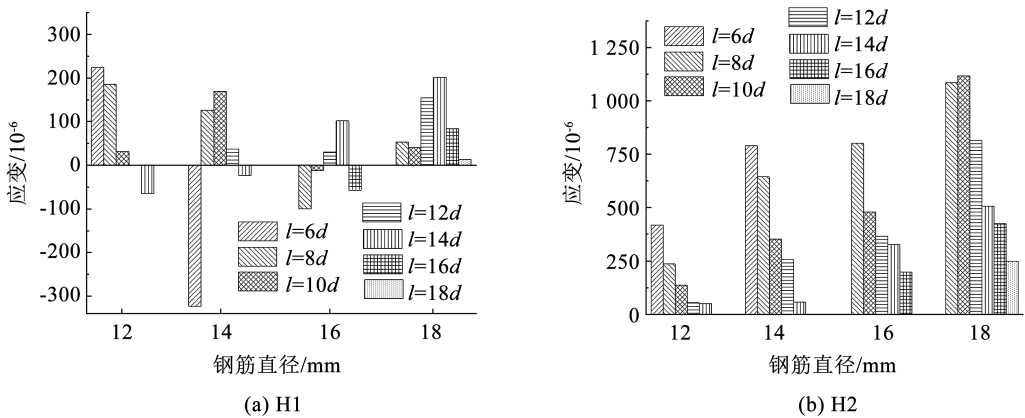 300
200
100
0
-100
-200
-300
应变/10-6
l=6d
l=8d
l=10d
l=12d
l=14d
l=16d
l=18d
12 14 16 18
钢筋直径/mm
(a) H1
1 250
1 000
750
500
250
0
应变/10-6
l=6d
l=8d
l=10d
l=12d
l=14d
l=16d
l=18d
12 14 16 18
钢筋直径/mm
(b) H2